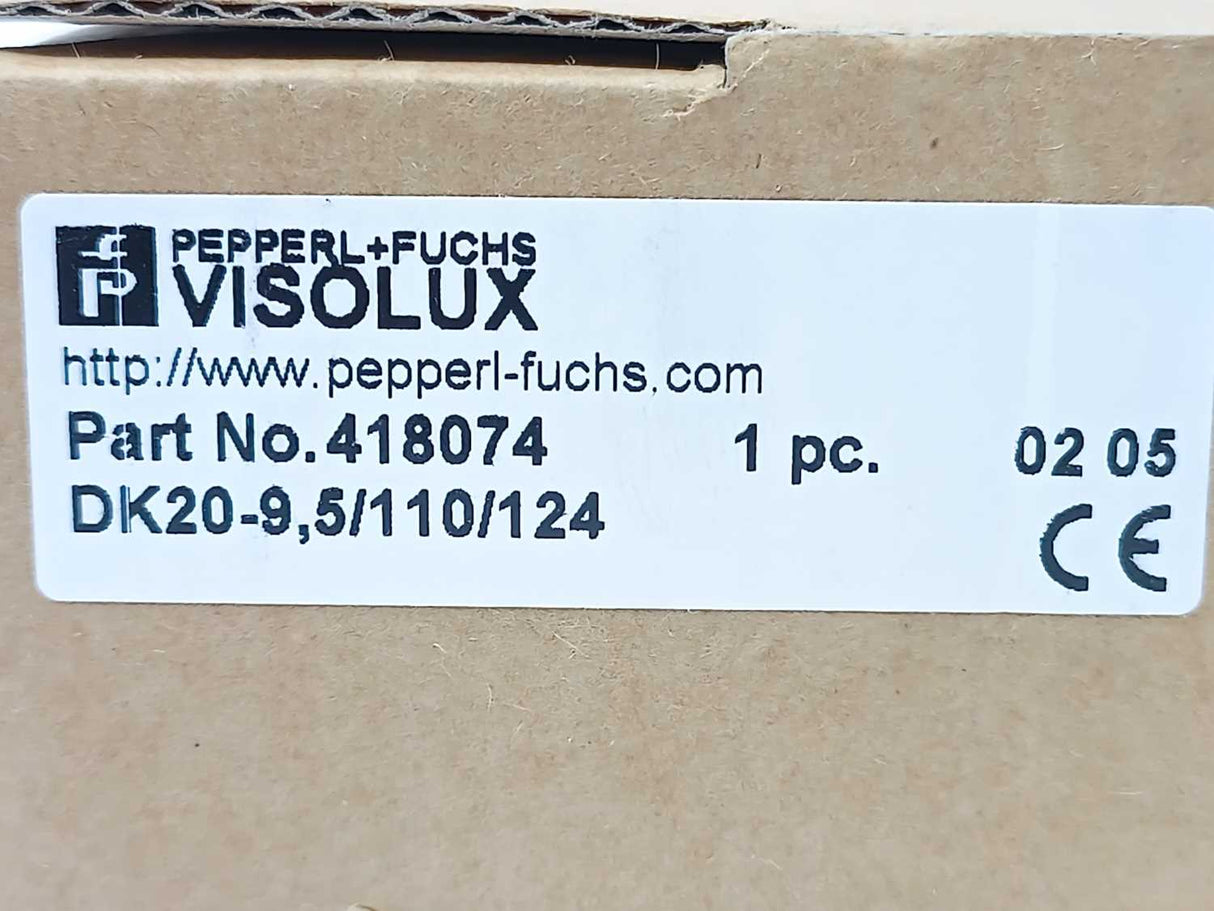 PEPPERL+FUCHS
VISOLUX
http://www.pepperl-fuchs.com
Part No.418074 1 pc. 02 05
DK20-9,5/110/124 CE